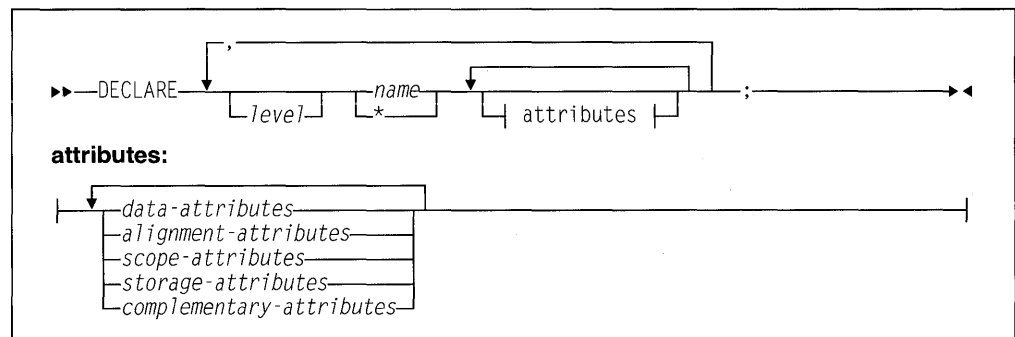 ,
DECLARE level name attributes ;
*
attributes:
data-attributes
alignment-attributes
scope-attributes
storage-attributes
complementary-attributes